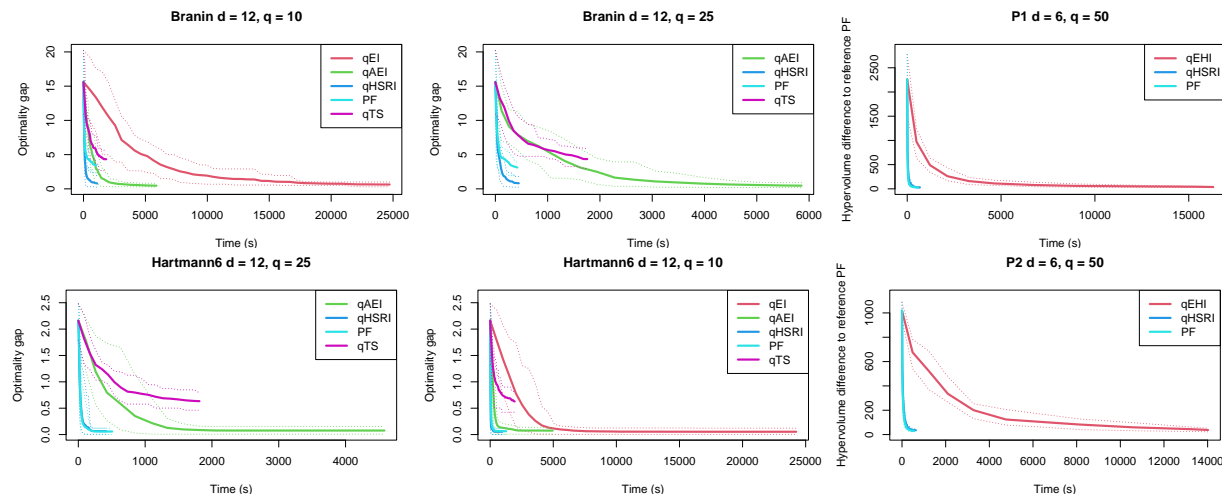 Branin d = 12, q = 10
Optimality gap
20
15
10
5
0
qEI
qAEI
qHSRI
PF
qTS
0 5000 10000 15000 20000 25000
Time (s)
Branin d = 12, q = 25
Optimality gap
20
15
10
5
0
qAEI
qHSRI
PF
qTS
0 1000 2000 3000 4000 5000 6000
Time (s)
P1 d = 6, q = 50
Hypervolume difference to reference PF
2500
1500
500
0
qEHI
qHSRI
PF
0 5000 10000 15000
Time (s)
Hartmann6 d = 12, q = 25
Optimality gap
2.5
2.0
1.5
1.0
0.5
0.0
qAEI
qHSRI
PF
qTS
0 1000 2000 3000 4000
Time (s)
Hartmann6 d = 12, q = 10
Optimality gap
2.5
2.0
1.5
1.0
0.5
0.0
qEI
qAEI
qHSRI
PF
qTS
0 5000 10000 15000 20000 25000
Time (s)
P2 d = 6, q = 50
Hypervolume difference to reference PF
1000
600
200
0
qEHI
qHSRI
PF
0 2000 4000 6000 8000 10000 12000 14000
Time (s)